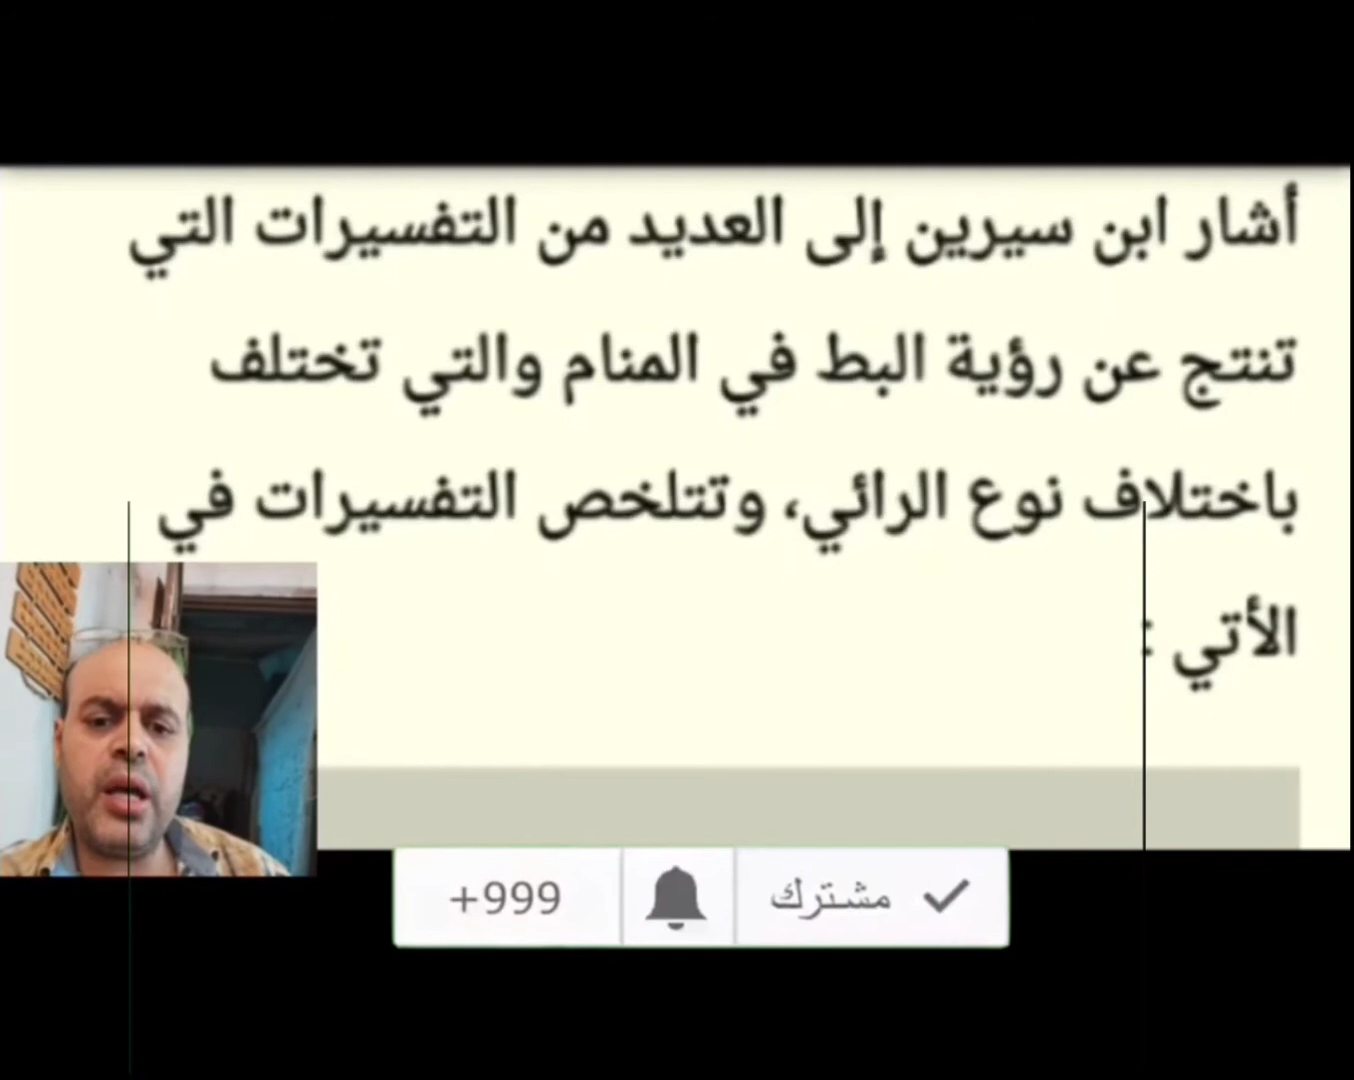 أشار ابن سيرين إلى العديد من التفسيرات التي
تنتج عن رؤية البط في المنام والتي تختلف
باختلاف نوع الرائي، وتتلخص التفسيرات في
الأتي :
مشترك
+999